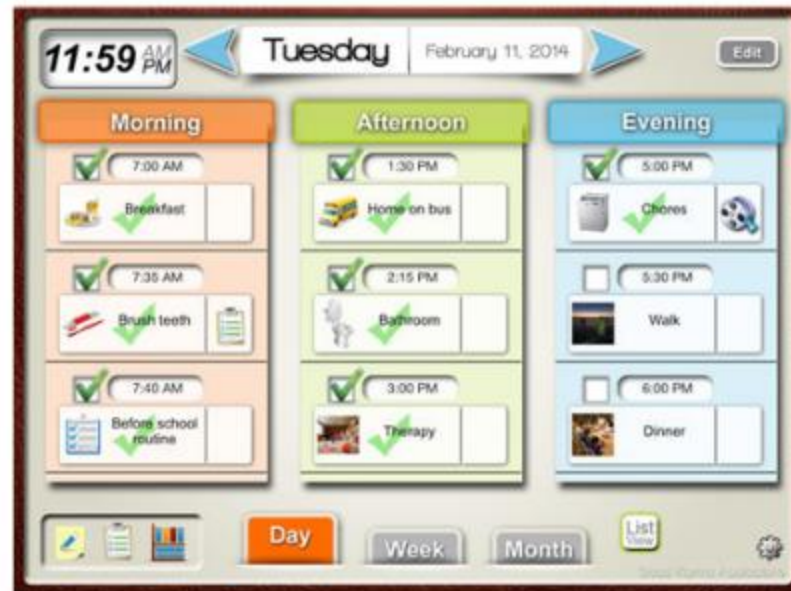 11:59 AM
PM
Tuesday
February 11, 2014
Edit
Morning
Afternoon
Evening
7:00 AM
Breakfast
7:35 AM
Brush teeth
7:40 AM
Before school
routine
1:30 PM
Home on bus
2:15 PM
Bathroom
3:00 PM
Therapy
5:00 PM
Chores
5:30 PM
Walk
6:00 PM
Dinner
Day
Week
Month
List
View